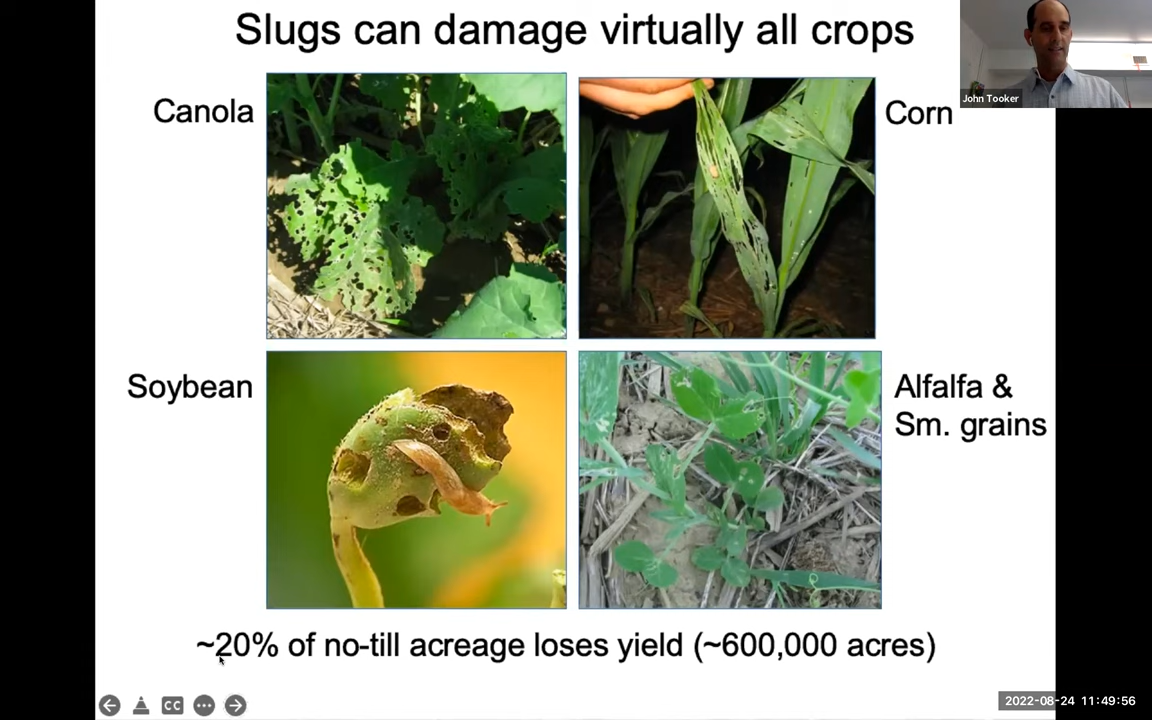 Slugs can damage virtually all crops
John Tooker
Canola
Corn
Soybean
Alfalfa &
Sm. grains
~20% of no-till acreage loses yield (~600,000 acres)
CC
2022-08-24 11:49:56